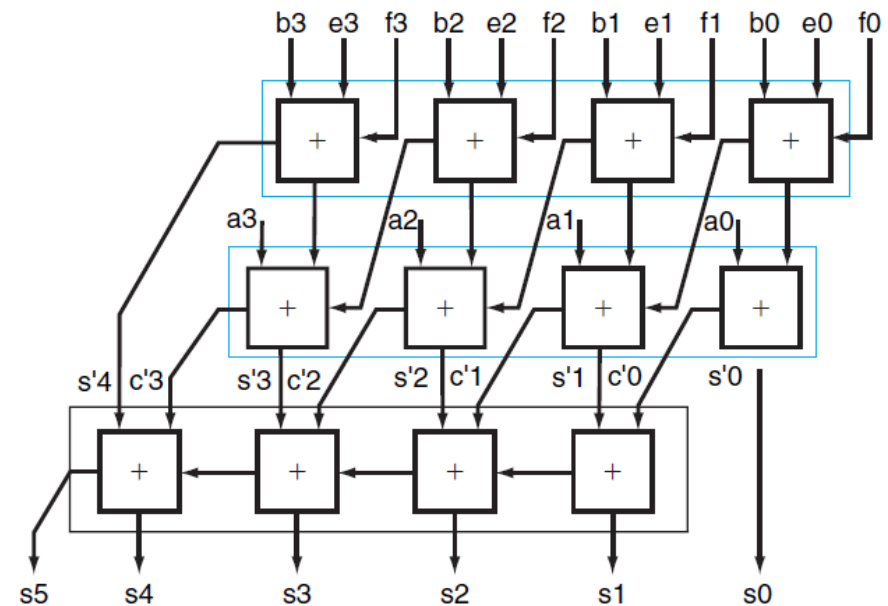 b3 e3 f3 b2 e2 f2 b1 e1 f1 b0 e0 f0
+ + + +
a3 a2 a1 a0
+ + + +
s'4 c'3 s'3 c'2 s'2 c'1 s'1 c'0 s'0
+ + + +
s5 s4 s3 s2 s1 s0